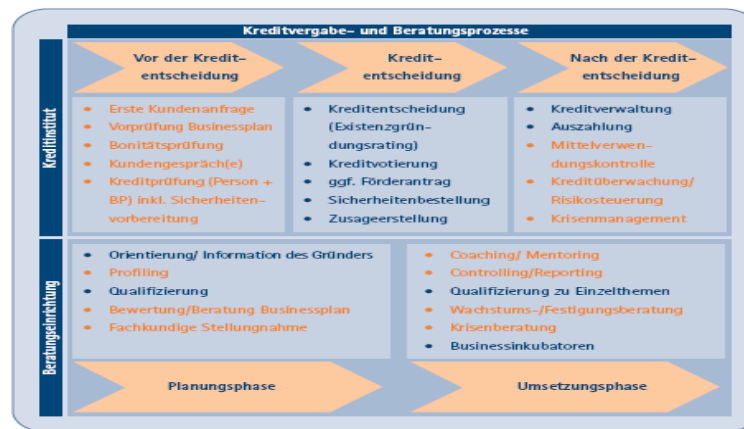 Kreditvergabe- und Beratungsprozesse
Kreditinstitut
Vor der Kredit-
entscheidung
Kredit-
entscheidung
Nach der Kredit-
entscheidung
• Erste Kundenanfrage
• Vorprüfung Businessplan
• Bonitätsprüfung
• Kundengespräch(e)
• Kreditprüfung (Person +
BP) inkl. Sicherheiten-
vorbereitung
• Kreditentscheidung
(Existenzgrün-
dungsrating)
• Kreditvotierung
• ggf. Förderantrag
• Sicherheitenbestellung
• Zusageerstellung
• Kreditverwaltung
• Auszahlung
• Mittelverwen-
dungskontrolle
• Kreditüberwachung/
Risikosteuerung
• Krisenmanagement
Beratungseinrichtung
• Orientierung/ Information des Gründers
• Profiling
• Qualifizierung
• Bewertung/Beratung Businessplan
• Fachkundige Stellungnahme
• Coaching/ Mentoring
• Controlling/Reporting
• Qualifizierung zu Einzelthemen
• Wachstums-/Festigungsberatung
• Krisenberatung
• Businessinkubatoren
Planungsphase
Umsetzungsphase